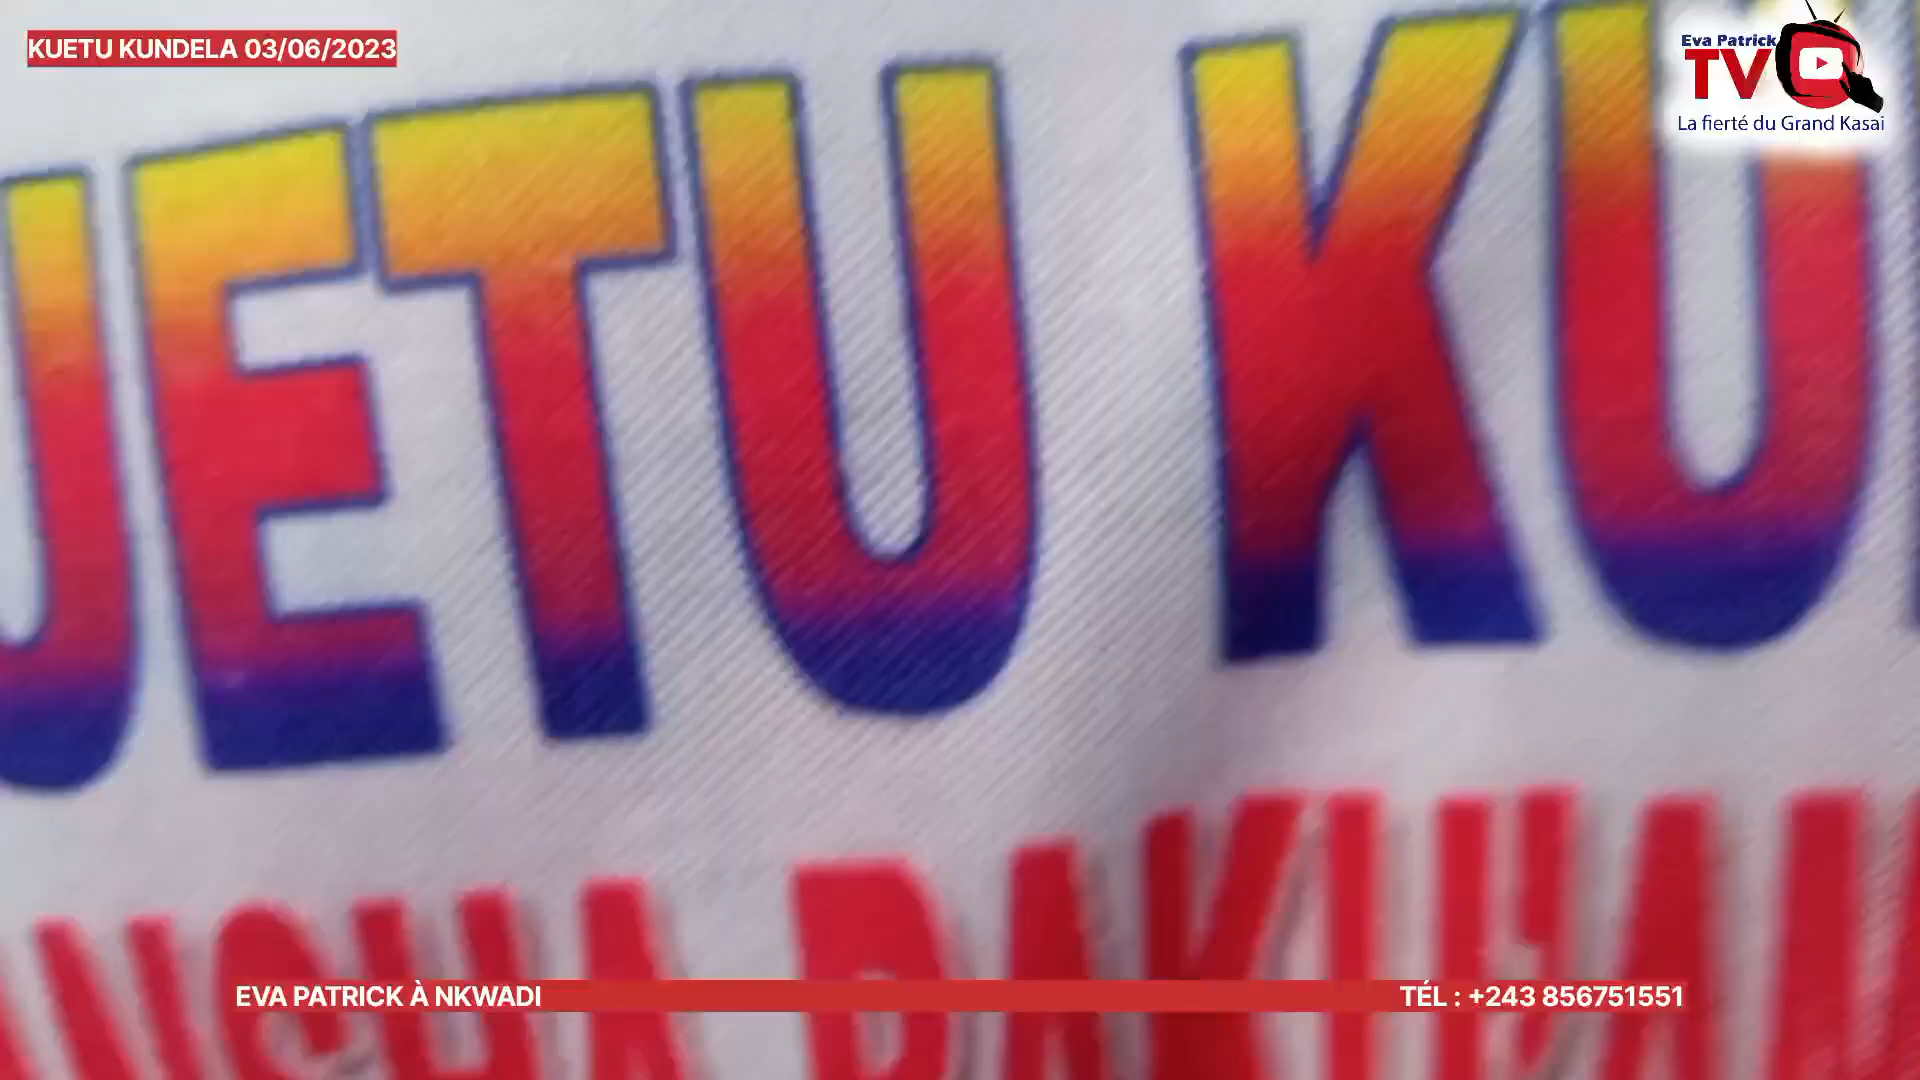 KUETU KUNDELA 03/06/2023
Eva Patrick
TV
La fierté du Grand Kasai
UETU KU
EVA PATRICK À NKWADI
TÉL : +243 856751551